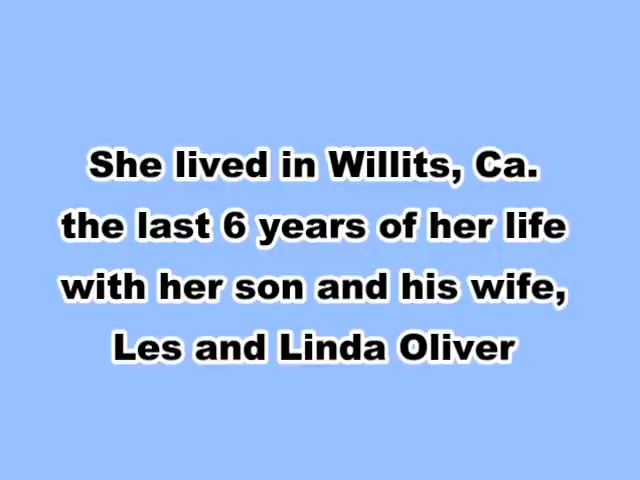 She lived in Willits, Ca.
the last 6 years of her life
with her son and his wife,
Les and Linda Oliver